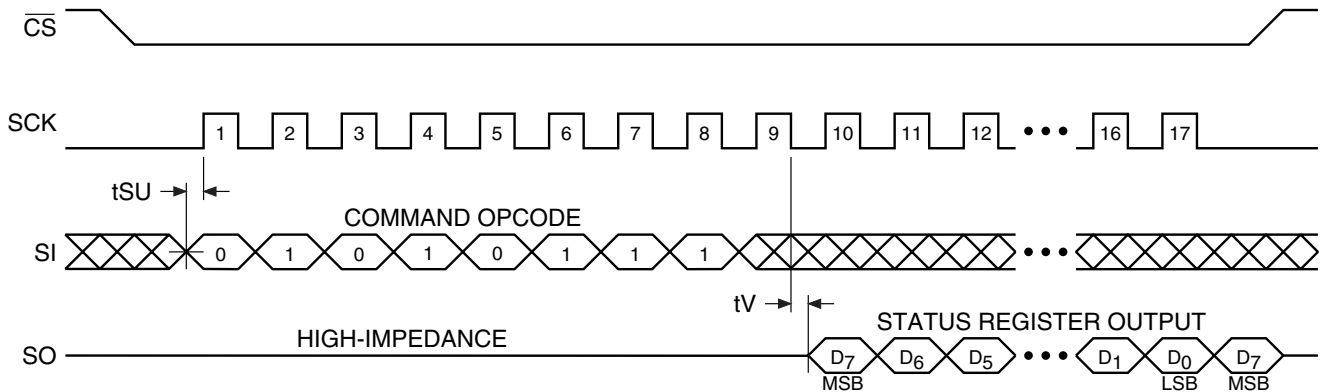 CS
SCK 1 2 3 4 5 6 7 8 9 10 11 12 ••• 16 17
tSU
COMMAND OPCODE
SI 0 1 0 1 0 1 1 1 •••
tV
HIGH-IMPEDANCE STATUS REGISTER OUTPUT
SO D7 D6 D5 ••• D1 D0 D7
MSB LSB MSB